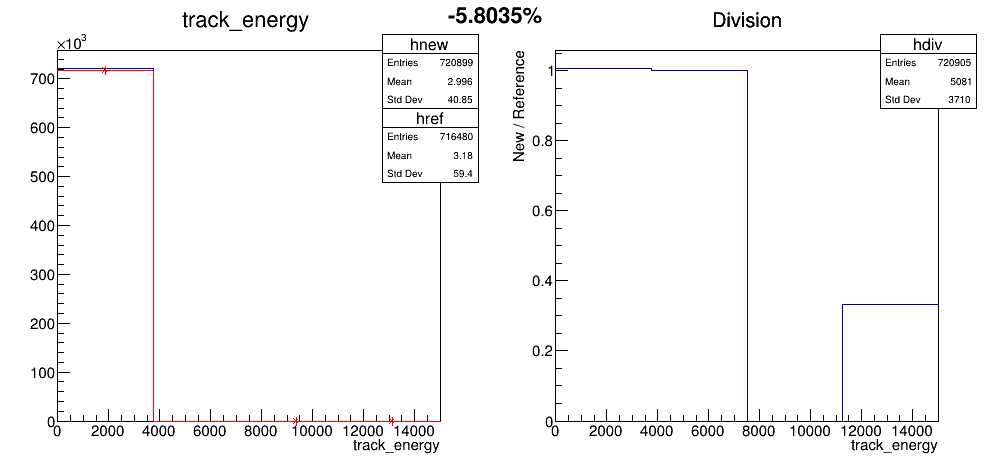 track_energy
-5.8035%
Division
×10³
hnew
Entries 720899
Mean 2.996
Std Dev 40.85
href
Entries 716480
Mean 3.18
Std Dev 59.4
700
600
500
400
300
200
100
0
0 2000 4000 6000 8000 10000 12000 14000
track_energy
hdiv
Entries 720905
Mean 5081
Std Dev 3710
New / Reference
1
0.8
0.6
0.4
0.2
0
0 2000 4000 6000 8000 10000 12000 14000
track_energy